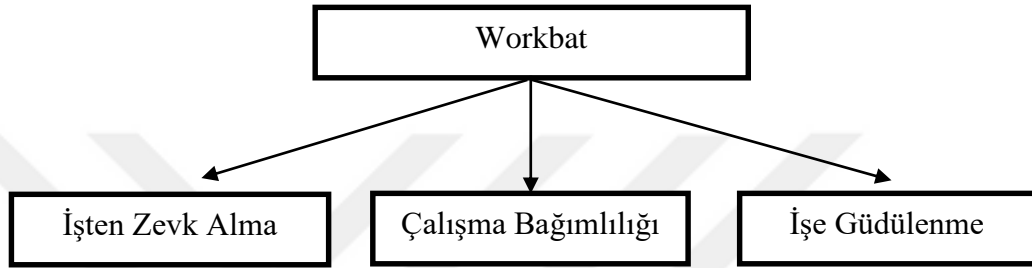 Workbat
İşten Zevk Alma
Çalışma Bağımlılığı
İşe Güdülenme